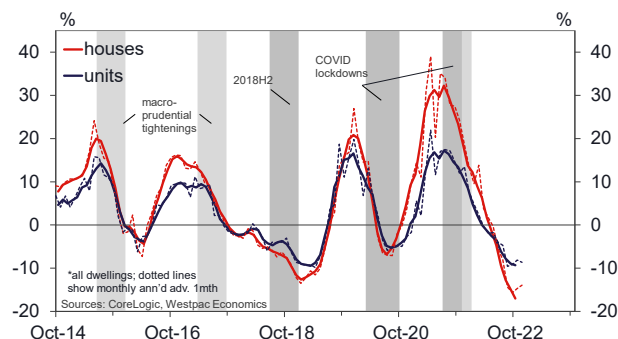 % %
40 40
houses
units
COVID
lockdowns
2018H2
30 30
macro-
prudential
tightenings
20 20
10 10
0 0
-10 -10
*all dwellings; dotted lines
show monthly ann’d adv. 1mth
Sources: CoreLogic, Westpac Economics
-20 -20
Oct-14 Oct-16 Oct-18 Oct-20 Oct-22